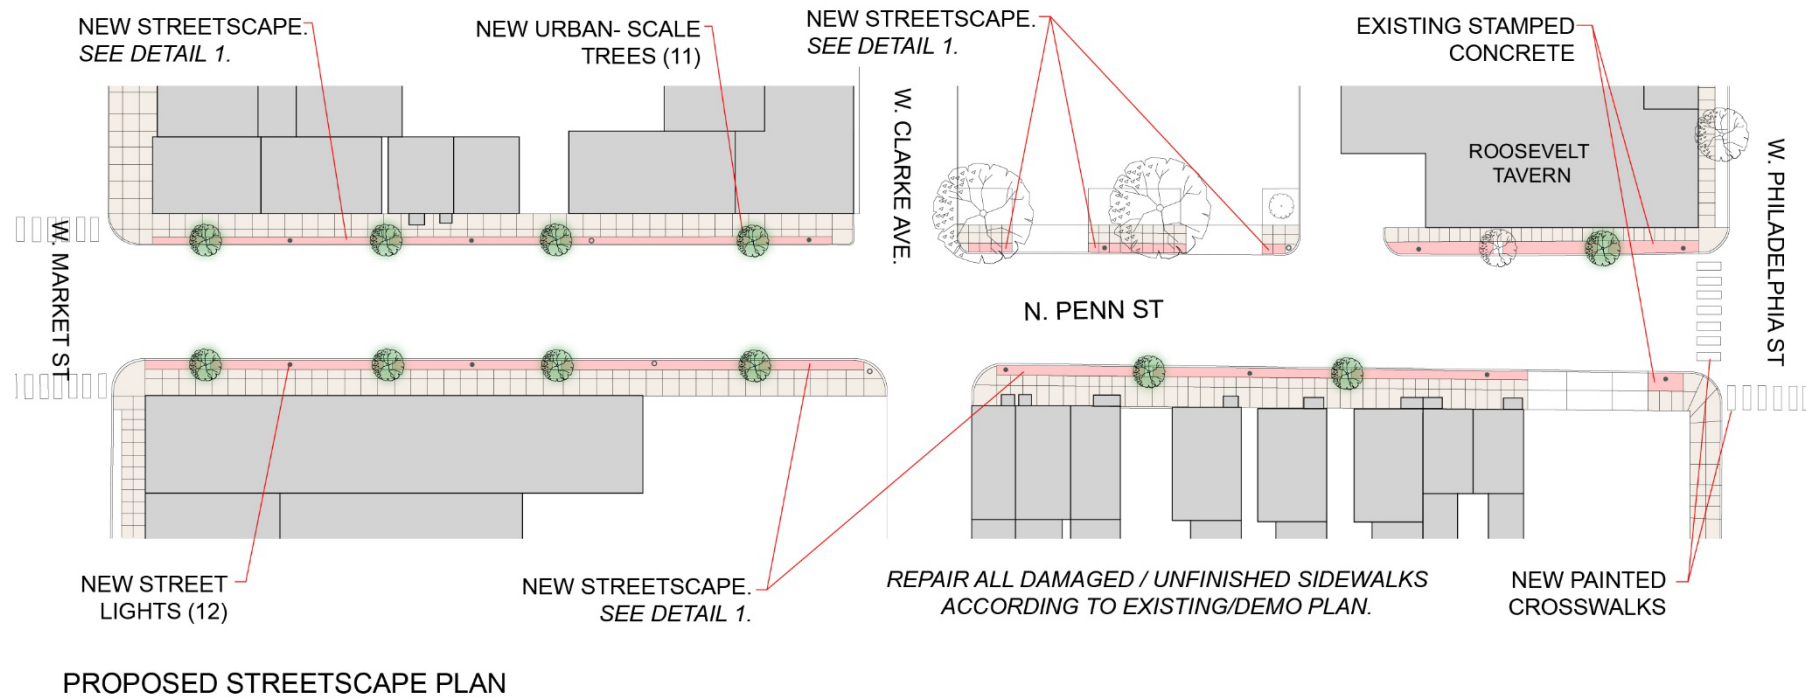 NEW STREETSCAPE.
SEE DETAIL 1.
NEW URBAN- SCALE
TREES (11)
NEW STREETSCAPE.
SEE DETAIL 1.
EXISTING STAMPED
CONCRETE
W. CLARKE AVE.
ROOSEVELT
TAVERN
W. PHILADELPHIA ST
W. MARKET ST
N. PENN ST
NEW STREET
LIGHTS (12)
NEW STREETSCAPE.
SEE DETAIL 1.
REPAIR ALL DAMAGED / UNFINISHED SIDEWALKS
ACCORDING TO EXISTING/DEMO PLAN.
NEW PAINTED
CROSSWALKS
PROPOSED STREETSCAPE PLAN